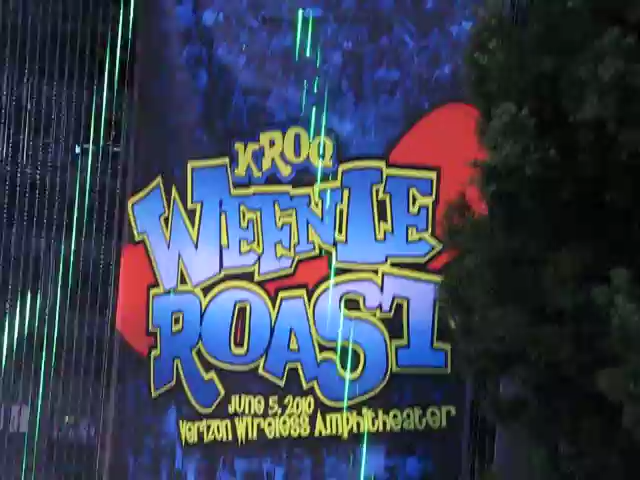 KROQ
WEENIE
ROAST
JUNE 5, 2010
Verizon Wireless Amphitheater